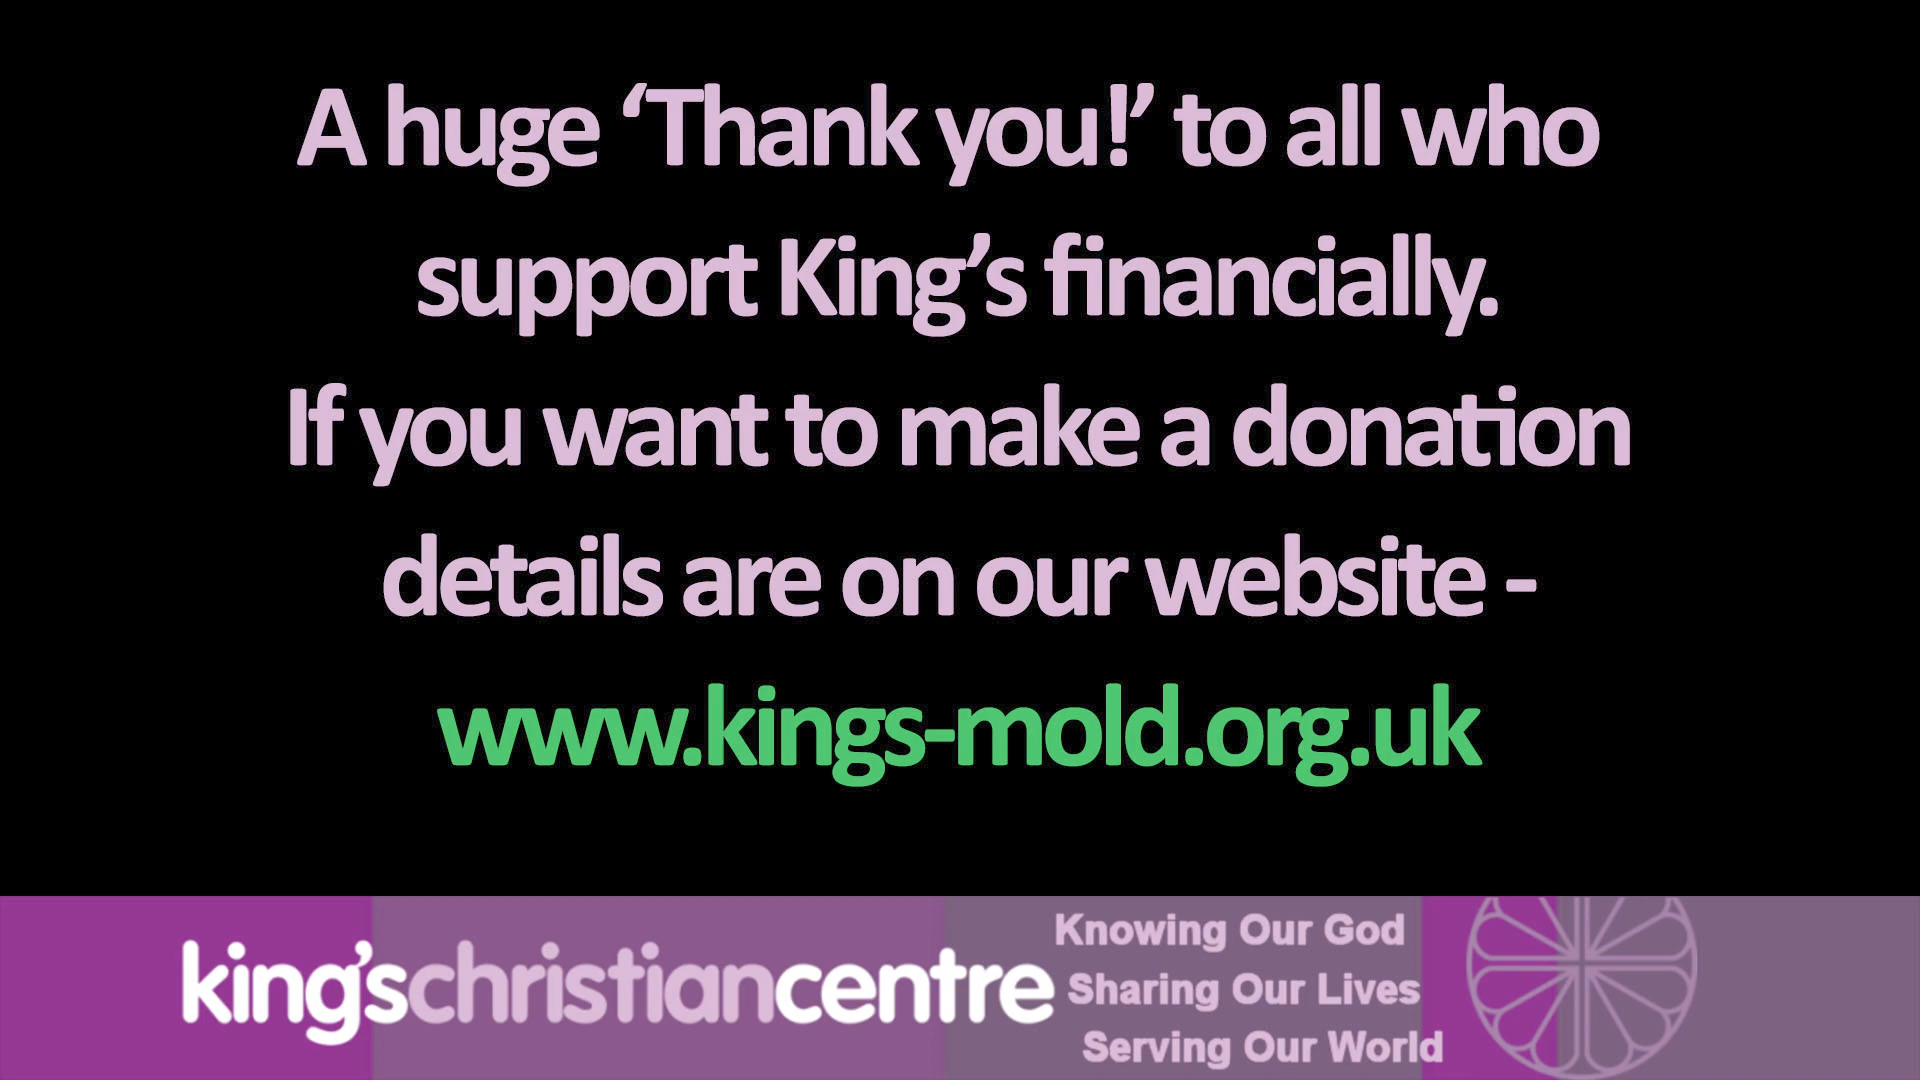 A huge ‘Thank you!’ to all who
support King’s financially.
If you want to make a donation
details are on our website -
www.kings-mold.org.uk
king'schristiancentre
Knowing Our God
Sharing Our Lives
Serving Our World